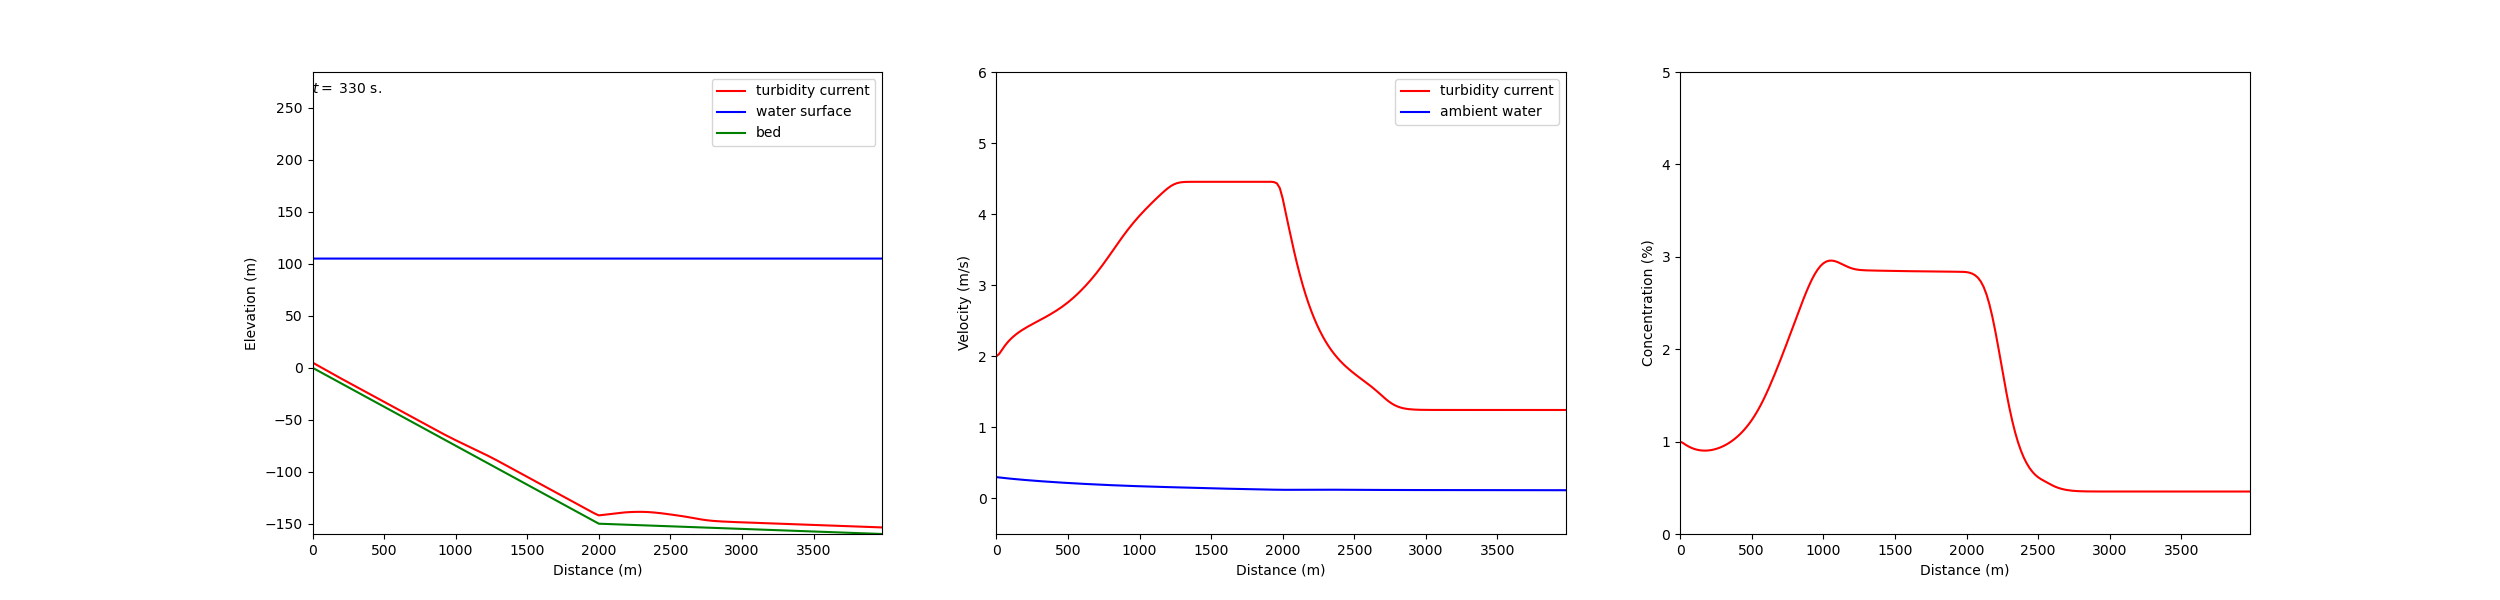 t = 330 s.
turbidity current
water surface
bed
250
200
150
100
50
0
−50
−100
−150
Elevation (m)
0 500 1000 1500 2000 2500 3000 3500
Distance (m)
turbidity current
ambient water
6
5
4
3
2
1
0
Velocity (m/s)
0 500 1000 1500 2000 2500 3000 3500
Distance (m)
5
4
3
2
1
0
Concentration (%)
0 500 1000 1500 2000 2500 3000 3500
Distance (m)